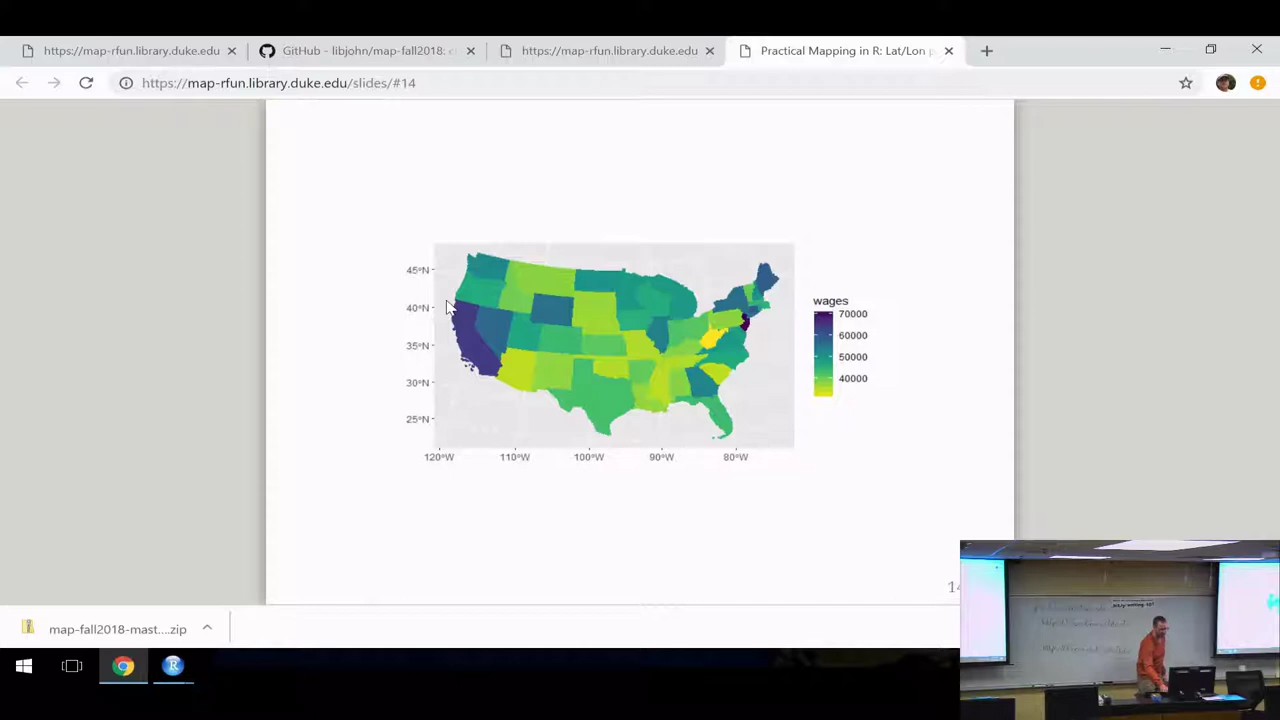 https://map-rfun.library.duke.edu
GitHub - libjohn/map-fall2018:
https://map-rfun.library.duke.edu
Practical Mapping in R: Lat/Lon
https://map-rfun.library.duke.edu/slides/#14
45°N
40°N
35°N
30°N
25°N
120°W 110°W 100°W 90°W 80°W
wages
70000
60000
50000
40000
14
map-fall2018-mast....zip